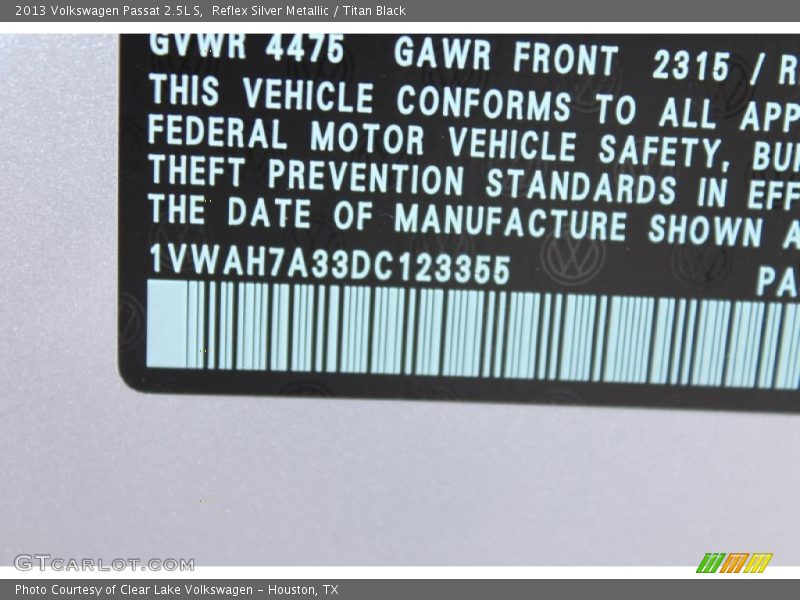 2013 Volkswagen Passat 2.5L S, Reflex Silver Metallic / Titan Black
GVWR 4475 GAWR FRONT 2315 / R
THIS VEHICLE CONFORMS TO ALL APP
FEDERAL MOTOR VEHICLE SAFETY, BU
THEFT PREVENTION STANDARDS IN EFF
THE DATE OF MANUFACTURE SHOWN A
1VWAH7A33DC123355 PA
GTCARLOT.COM
Photo Courtesy of Clear Lake Volkswagen - Houston, TX